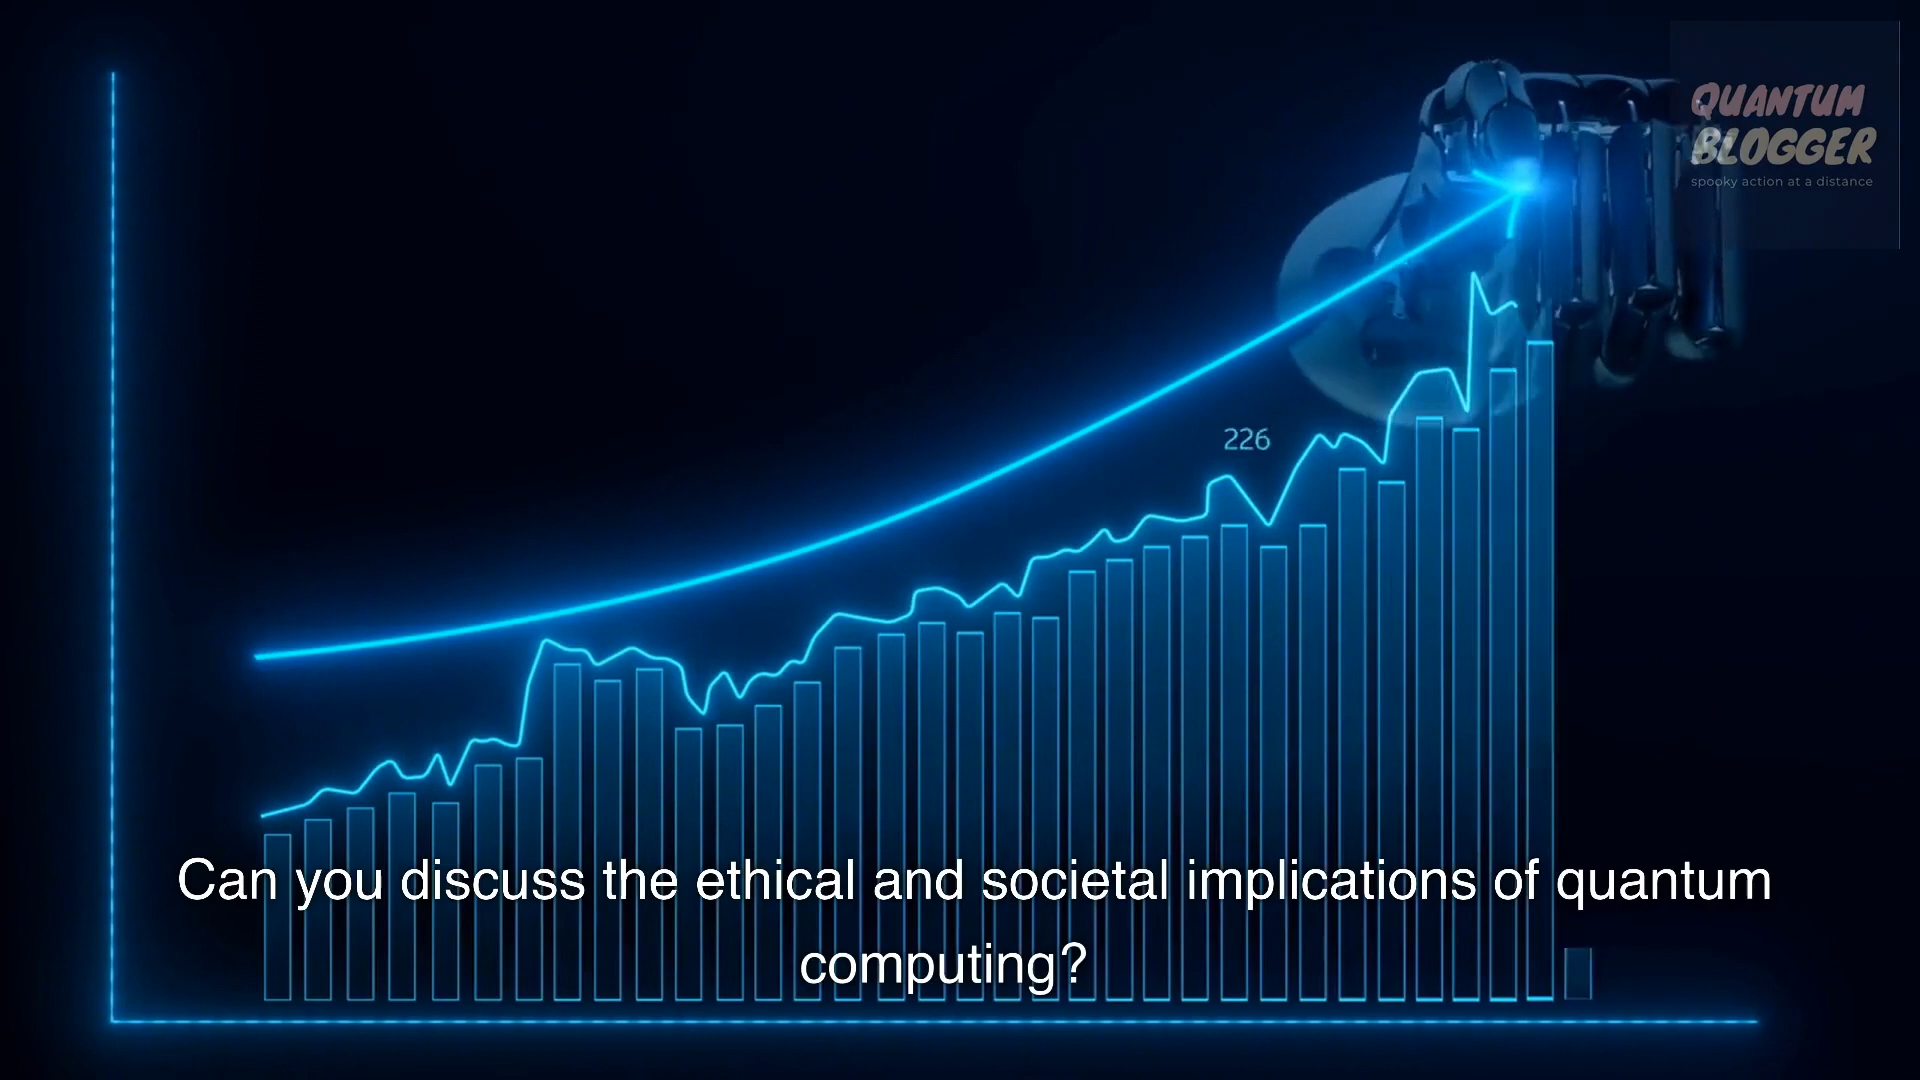 QUANTUM
BLOGGER
spooky action at a distance
226
Can you discuss the ethical and societal implications of quantum
computing?